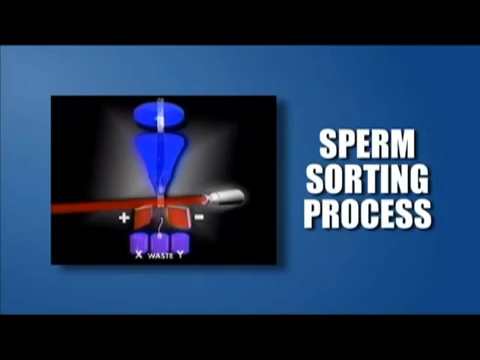 SPERM
SORTING
PROCESS
+ -
X WASTE Y